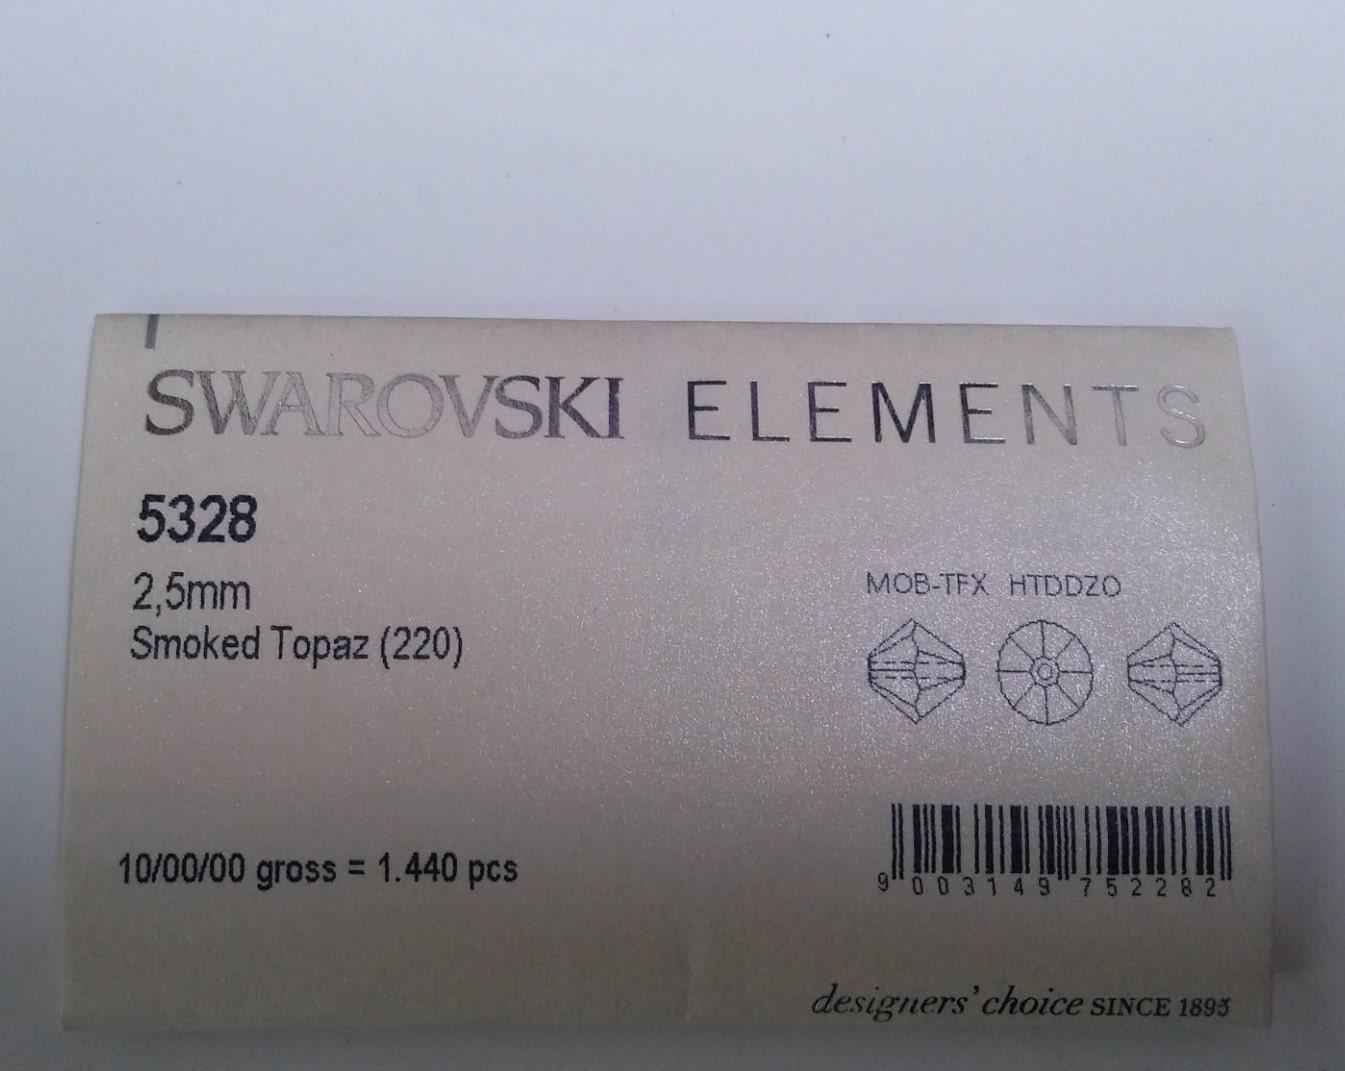 SWAROVSKI ELEMENTS
5328
2,5mm
Smoked Topaz (220)
MOB-TFX HTDDZO
10/00/00 gross = 1.440 pcs
9 003149 752282
designers' choice SINCE 1895